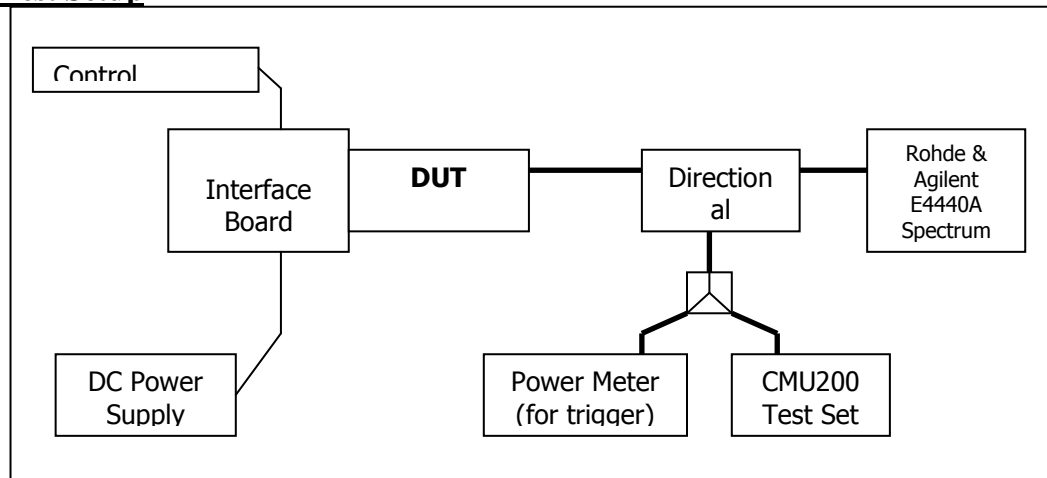 Setup
Control
Interface
Board
DUT
Direction
al
Rohde &
Agilent
E4440A
Spectrum
DC Power
Supply
Power Meter
(for trigger)
CMU200
Test Set